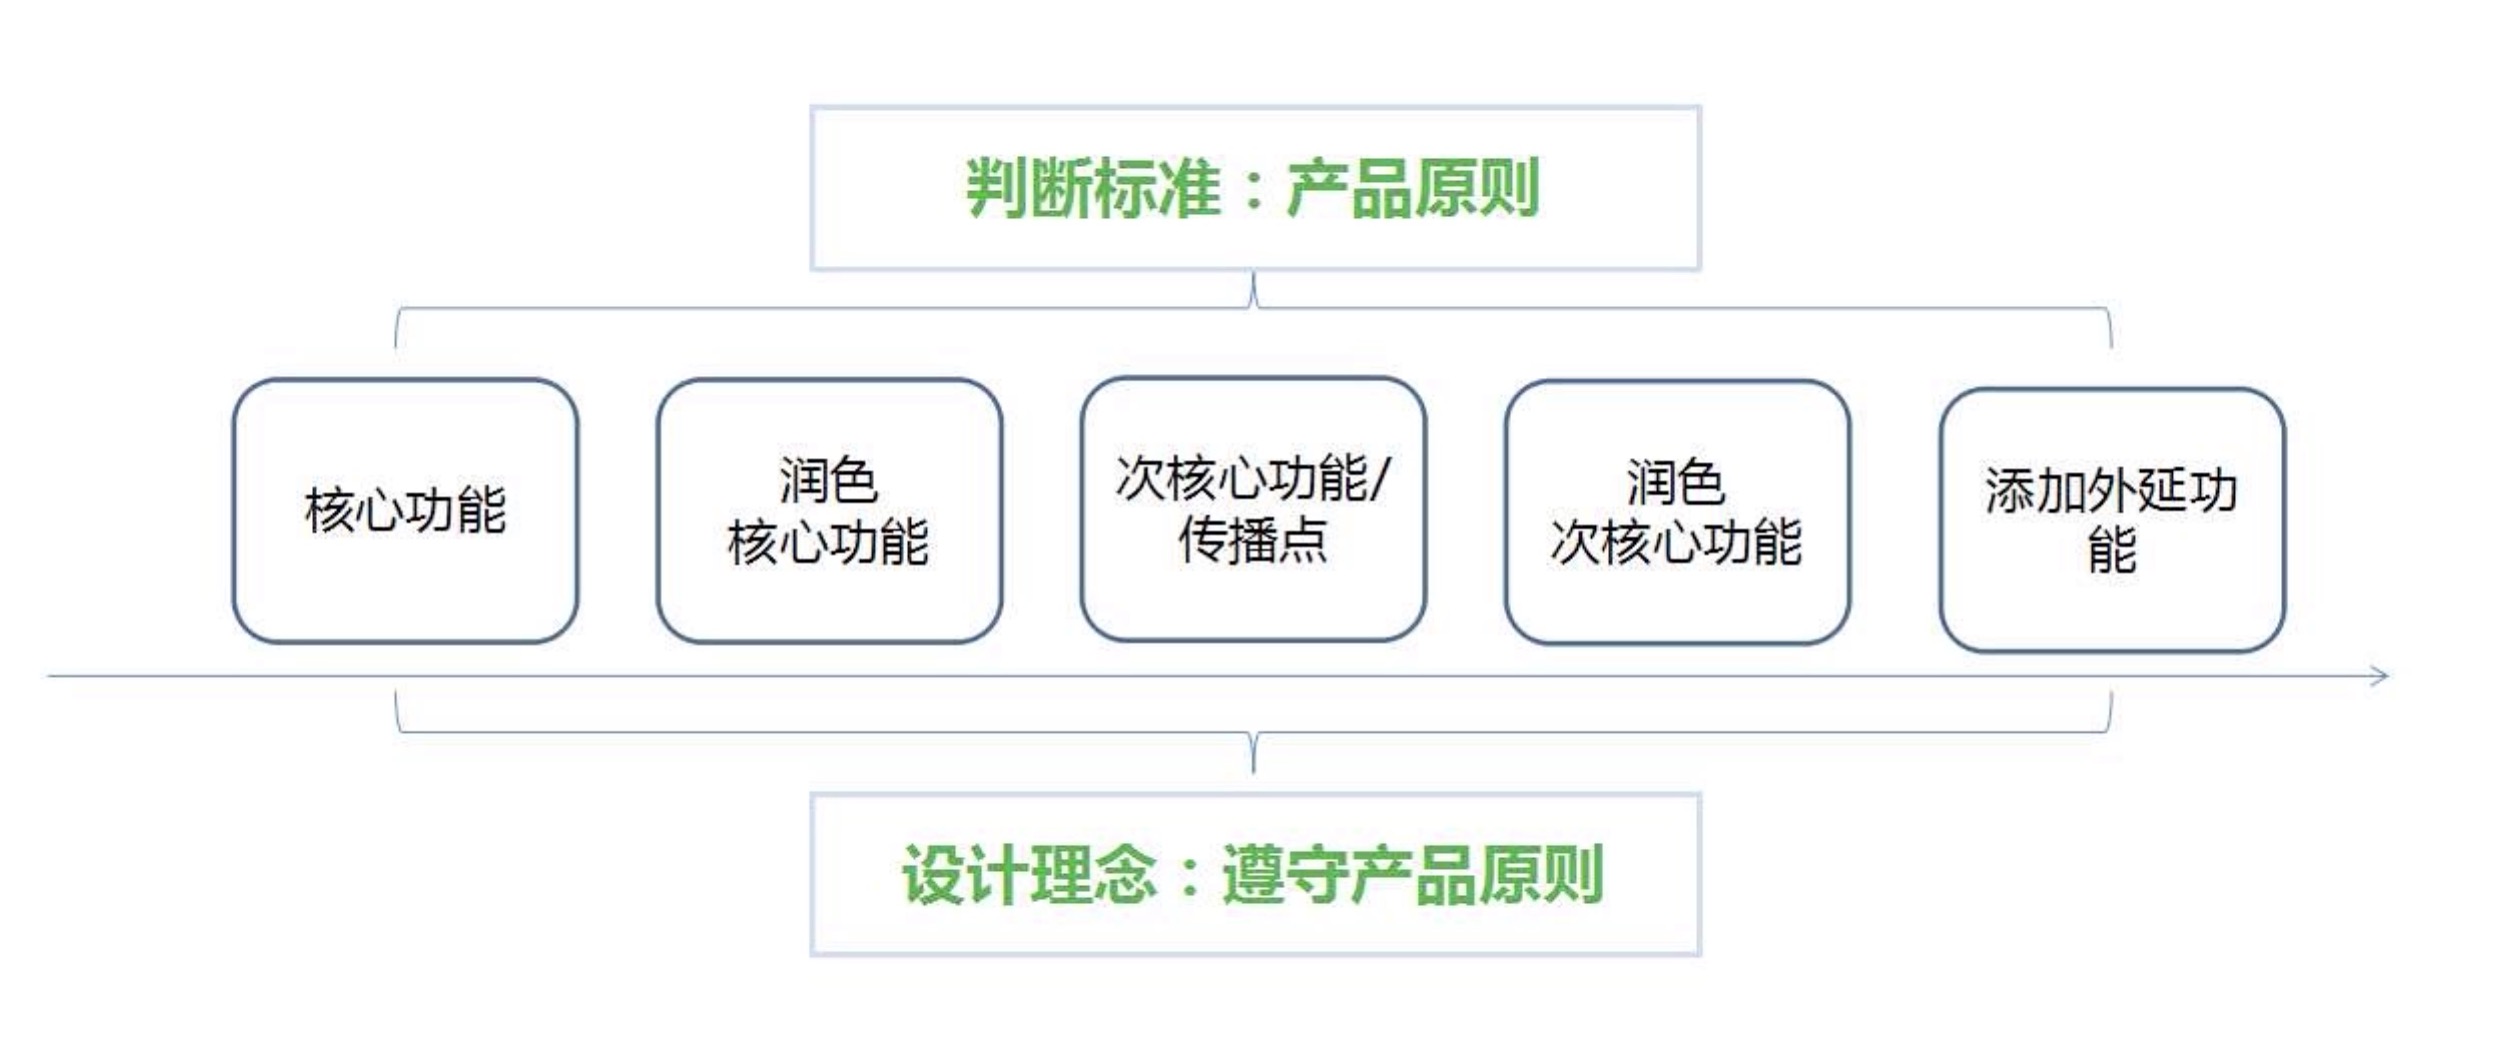 判断标准：产品原则
核心功能
润色
核心功能
次核心功能/
传播点
润色
次核心功能
添加外延功
能
设计理念：遵守产品原则